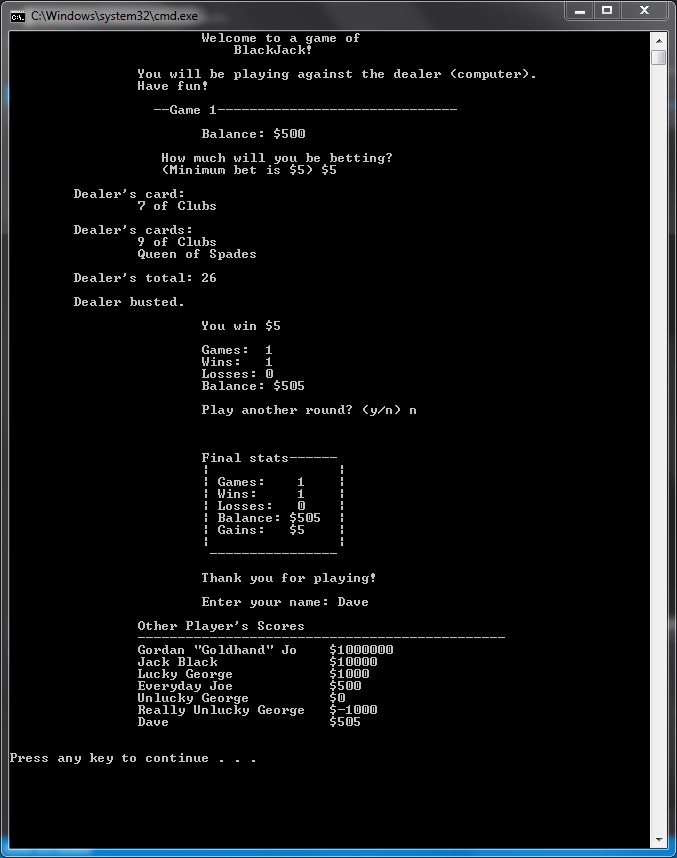 C:\Windows\system32\cmd.exe
Welcome to a game of
BlackJack!
You will be playing against the dealer (computer).
Have fun!
--Game 1------------------------------
Balance: $500
How much will you be betting?
(Minimum bet is $5) $5
Dealer's card:
7 of Clubs
Dealer's cards:
9 of Clubs
Queen of Spades
Dealer's total: 26
Dealer busted.
You win $5
Games: 1
Wins: 1
Losses: 0
Balance: $505
Play another round? (y/n) n
Final stats------
¦ ¦
¦ Games: 1 ¦
¦ Wins: 1 ¦
¦ Losses: 0 ¦
¦ Balance: $505 ¦
¦ Gains: $5 ¦
¦ ¦
----------------
Thank you for playing!
Enter your name: Dave
Other Player's Scores
----------------------------------------------
Gordan "Goldhand" Jo $1000000
Jack Black $10000
Lucky George $1000
Everyday Joe $500
Unlucky George $0
Really Unlucky George $-1000
Dave $505
Press any key to continue . . .